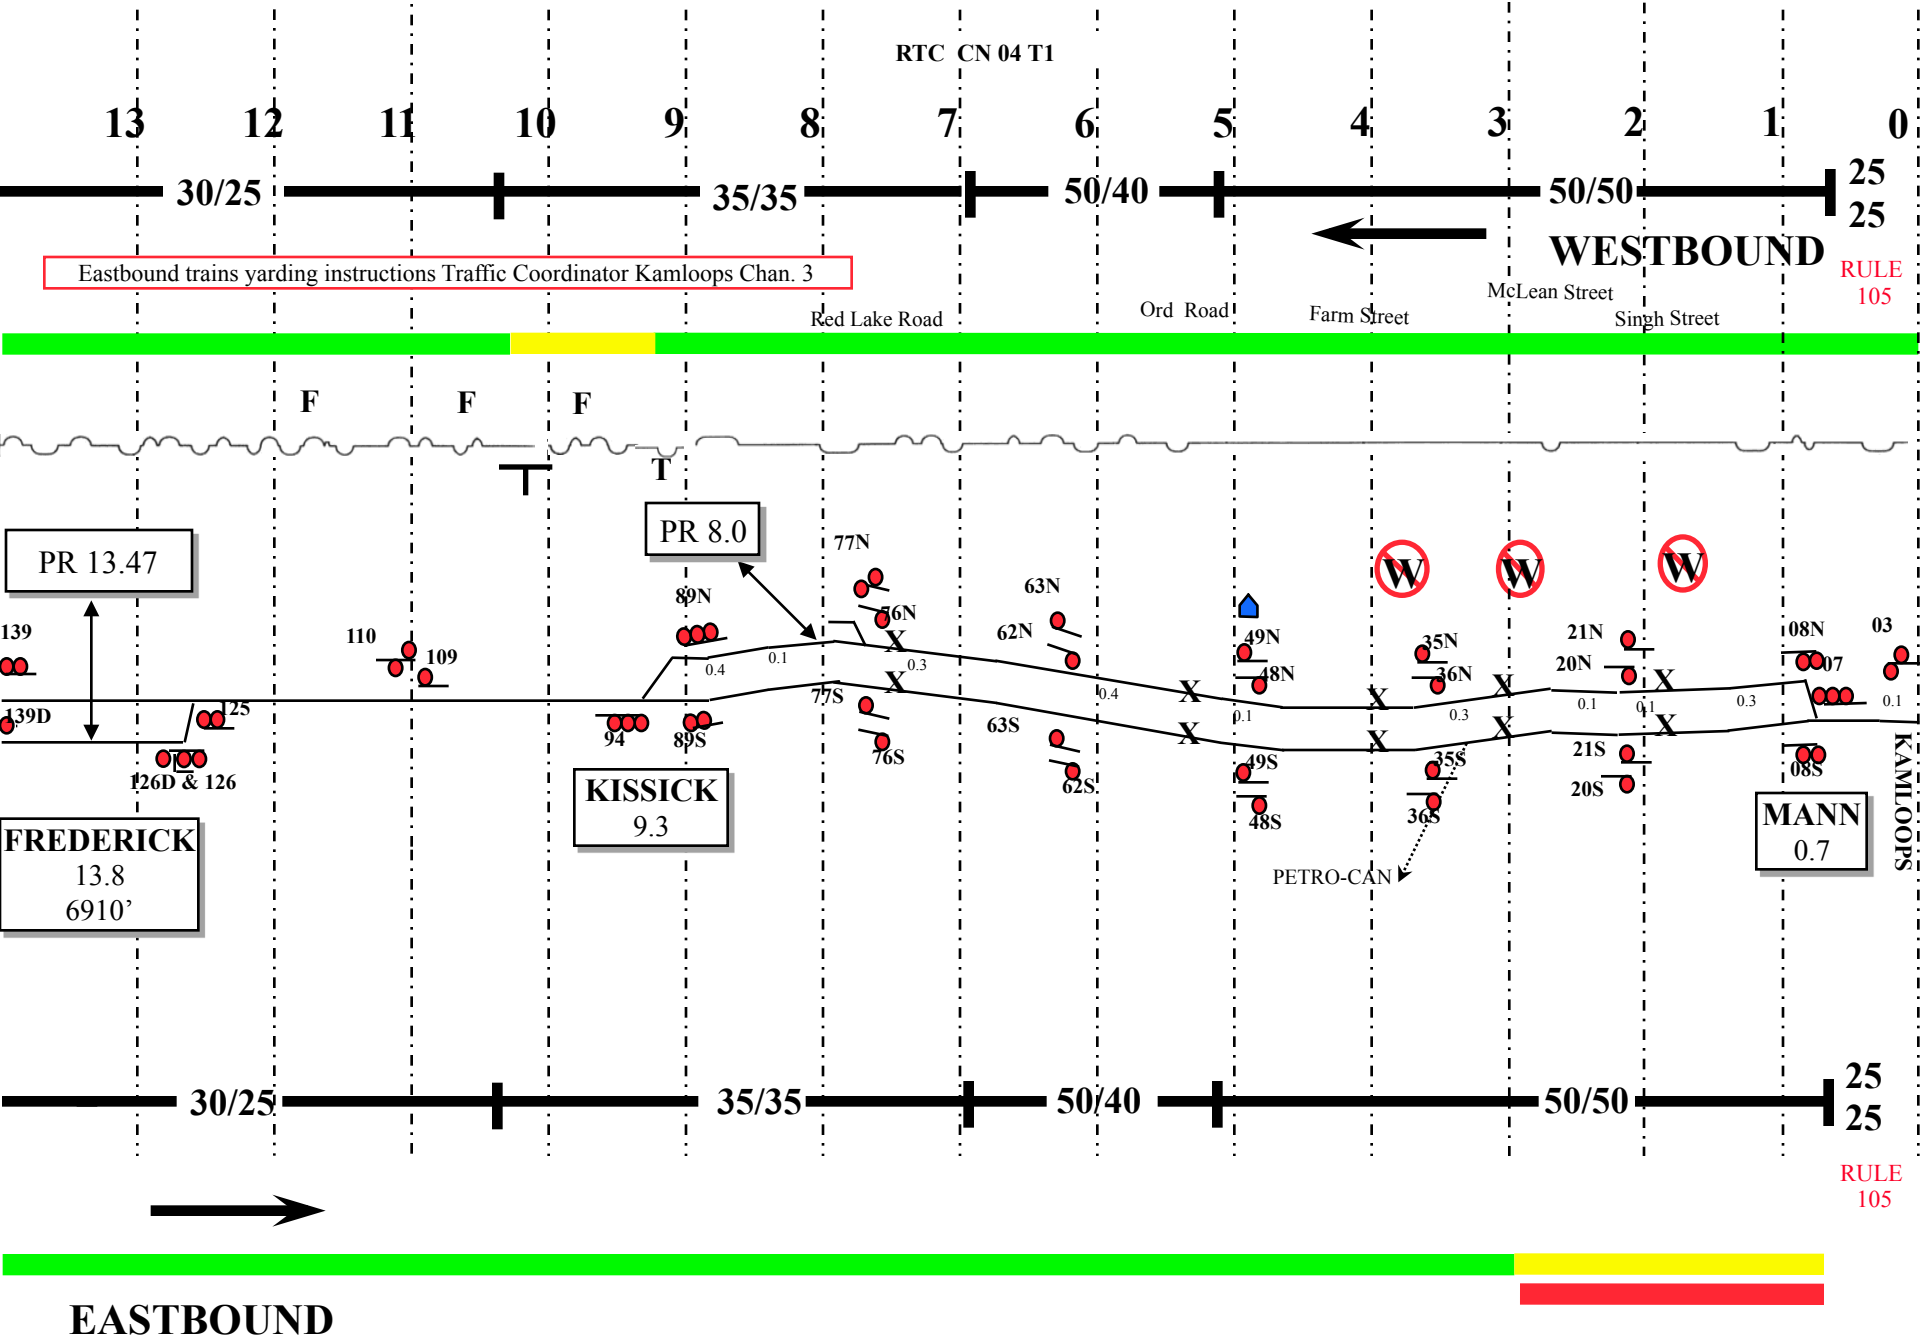 RTC CN 04 T1
13 12 11 10 9 8 7 6 5 4 3 2 1 0
30/25 35/35 50/40 50/50 25
25
WESTBOUND
Eastbound trains yarding instructions Traffic Coordinator Kamloops Chan. 3
RULE
105
McLean Street
Red Lake Road Ord Road Farm Street Singh Street
F F F
T
PR 13.47
PR 8.0
W W W
77N
89N 76N 63N 62N 49N 48N 35N 36N 21N 20N 08N 07 03
139 110 109
X X X X X
0.4 0.1 0.3 0.4 0.1 0.3 0.1 0.1 0.3 0.1
X X X X X
139D 125 94 89S 77S 76S 63S 62S 49S 48S 35S 36S 21S 20S 08S
126D & 126
KISSICK
9.3
FREDERICK
13.8
6910’
PETRO-CAN
MANN
0.7
KAMLOOPS
30/25 35/35 50/40 50/50 25
25
RULE
105
EASTBOUND